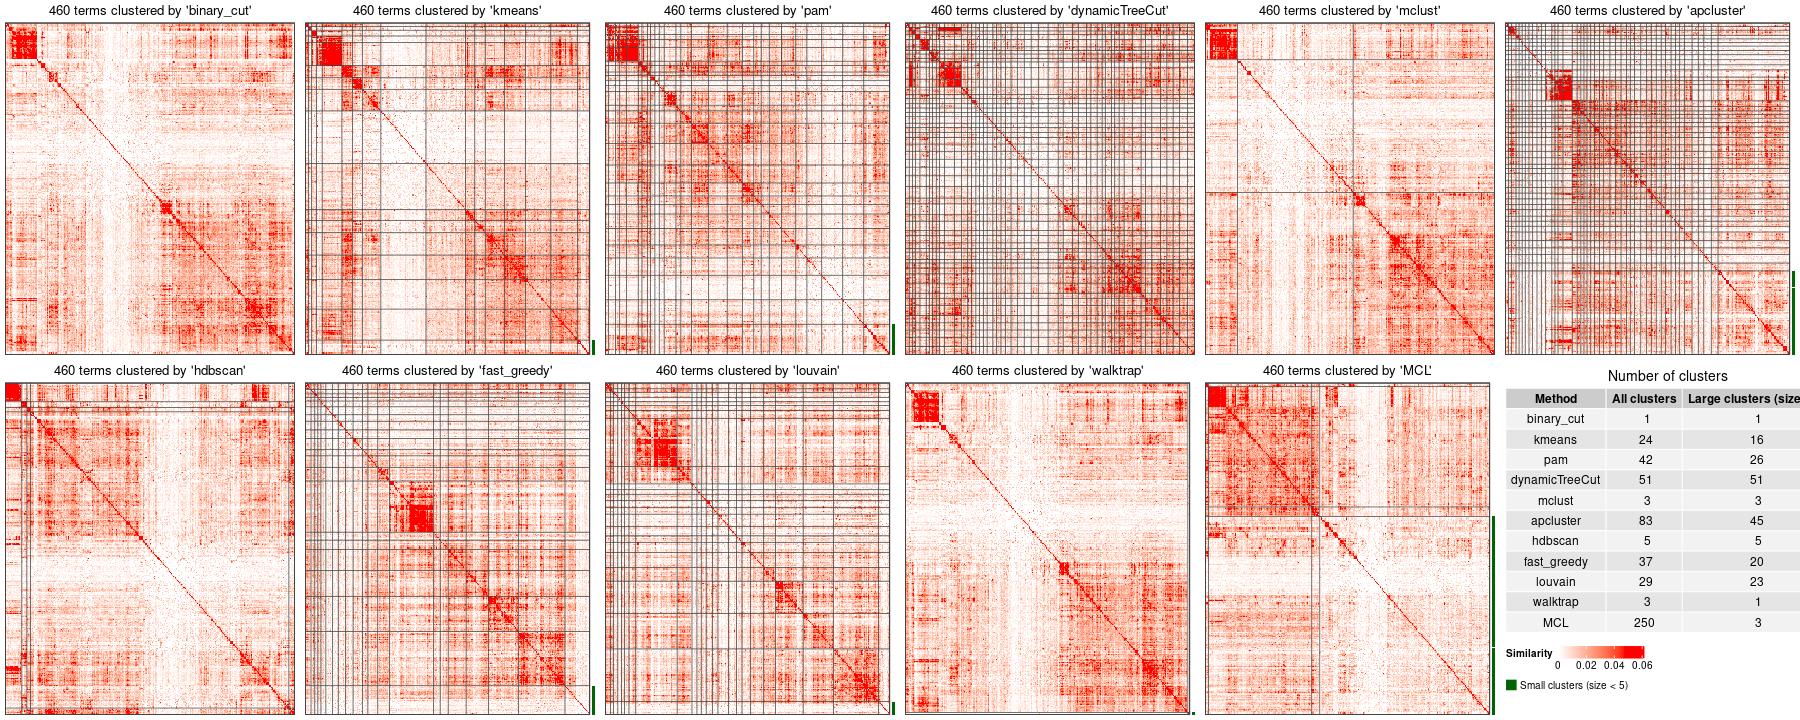 460 terms clustered by 'binary_cut'
460 terms clustered by 'kmeans'
460 terms clustered by 'pam'
460 terms clustered by 'dynamicTreeCut'
460 terms clustered by 'mclust'
460 terms clustered by 'apcluster'
460 terms clustered by 'hdbscan'
460 terms clustered by 'fast_greedy'
460 terms clustered by 'louvain'
460 terms clustered by 'walktrap'
460 terms clustered by 'MCL'
Number of clusters
Method All clusters Large clusters (size
binary_cut 1 1
kmeans 24 16
pam 42 26
dynamicTreeCut 51 51
mclust 3 3
apcluster 83 45
hdbscan 5 5
fast_greedy 37 20
louvain 29 23
walktrap 3 1
MCL 250 3
Similarity
0 0.02 0.04 0.06
Small clusters (size < 5)